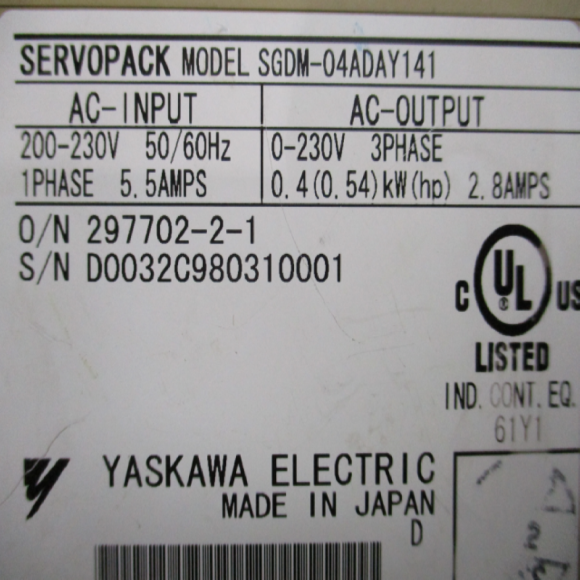 SERVOPACK MODEL SGDM-04ADAY141
AC-INPUT AC-OUTPUT
200-230V 50/60Hz 0-230V 3PHASE
1PHASE 5.5AMPS 0.4(0.54)kW(hp) 2.8AMPS
O/N 297702-2-1
S/N D0032C980310001
C UL US
LISTED
IND. CONT. EQ.
61Y1
YASKAWA ELECTRIC
MADE IN JAPAN
D